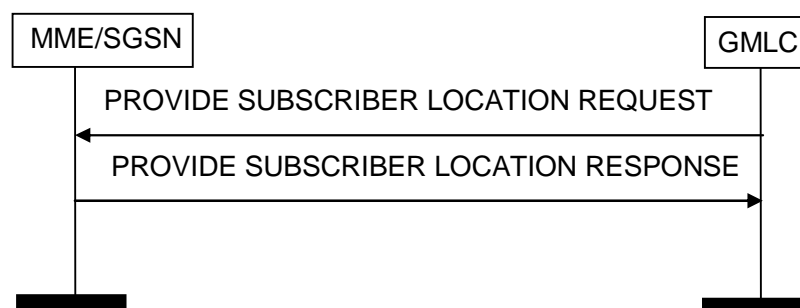 MME/SGSN
GMLC
PROVIDE SUBSCRIBER LOCATION REQUEST
PROVIDE SUBSCRIBER LOCATION RESPONSE